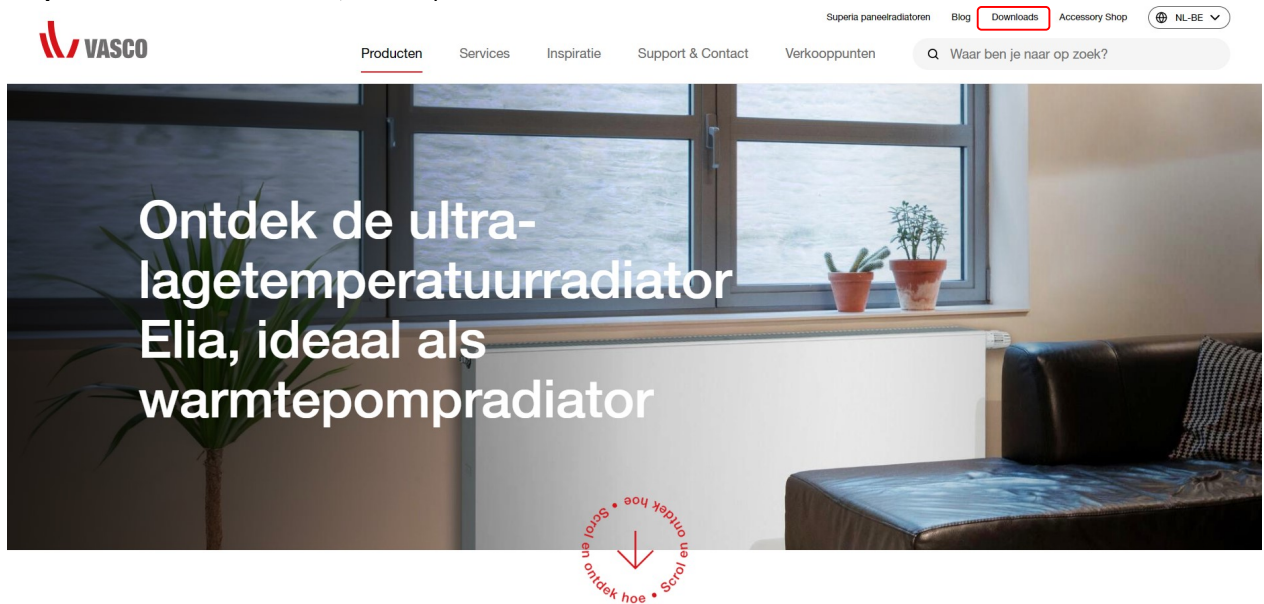 Superia paneelradiatoren Blog Downloads Accessory Shop NL-BE
VASCO
Producten Services Inspiratie Support & Contact Verkooppunten Waar ben je naar op zoek?
Ontdek de ultra-
lagetemperatuurradiator
Elia, ideaal als
warmtepompradiator
Scrol en ontdek hoe • Scrol en ontdek hoe •